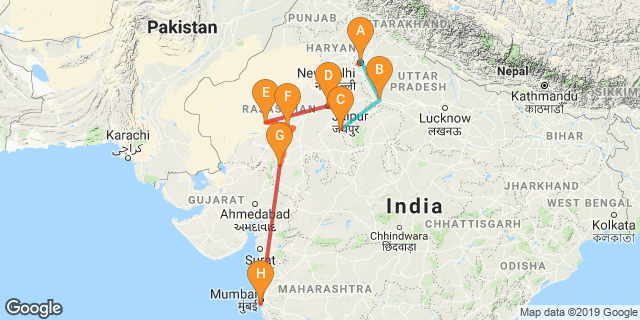 PUNJAB
UTTARAKHAND
Pakistan
HARYANA
A
New Delhi
Nepal
SIKKIM
D
B
UTTAR
PRADESH
Kathmandu
काठमाडौं
E
F
C
RAJASTHAN
Jaipur
जयपुर
Lucknow
लखनऊ
Karachi
كراچى
G
BIHAR
JHARKHAND
GUJARAT
Ahmedabad
અમદાવાદ
India
WEST BENGAL
Kolkata
কলকাতা
Chhindwara
छिंदवाड़ा
CHHATTISGARH
Surat
H
ODISHA
Mumbai
मुंबई
MAHARASHTRA
Google
Map data ©2019 Google